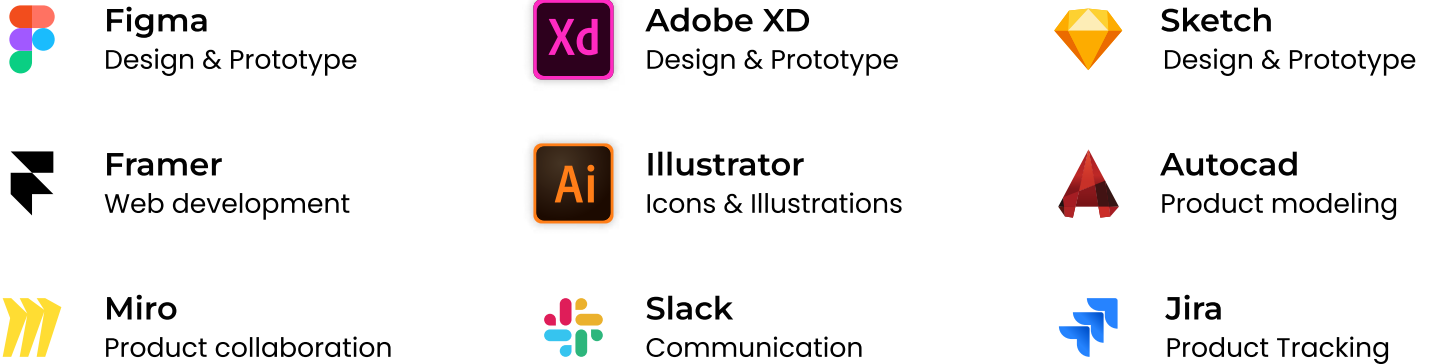 Figma
Design & Prototype
Xd
Adobe XD
Design & Prototype
Sketch
Design & Prototype
Framer
Web development
Ai
Illustrator
Icons & Illustrations
Autocad
Product modeling
Miro
Product collaboration
Slack
Communication
Jira
Product Tracking